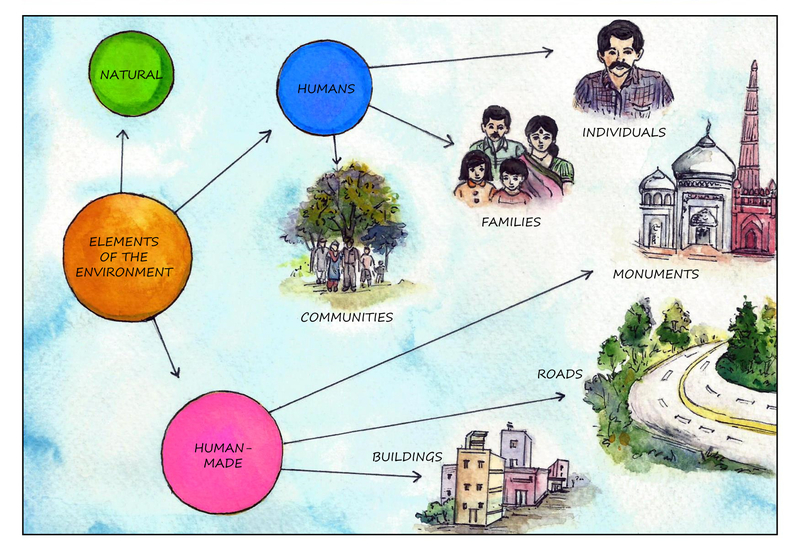 NATURAL
HUMANS
INDIVIDUALS
FAMILIES
ELEMENTS
OF THE
ENVIRONMENT
MONUMENTS
COMMUNITIES
ROADS
HUMAN-
MADE
BUILDINGS